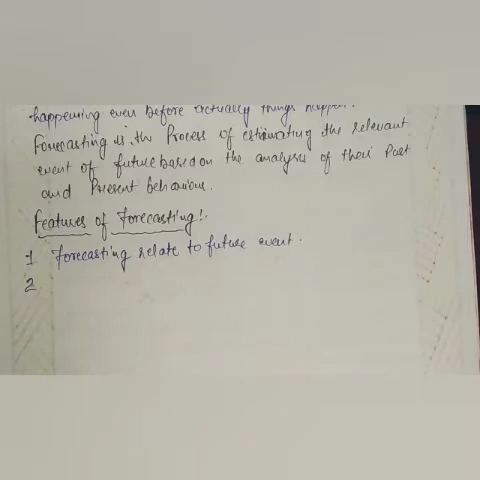 happening even before actually things happen.
Forecasting is the Process of estimating the relevant
event of future based on the analysis of their Past
and Present behaviour.
Features of Forecasting!
1 Forecasting relate to future event.
2